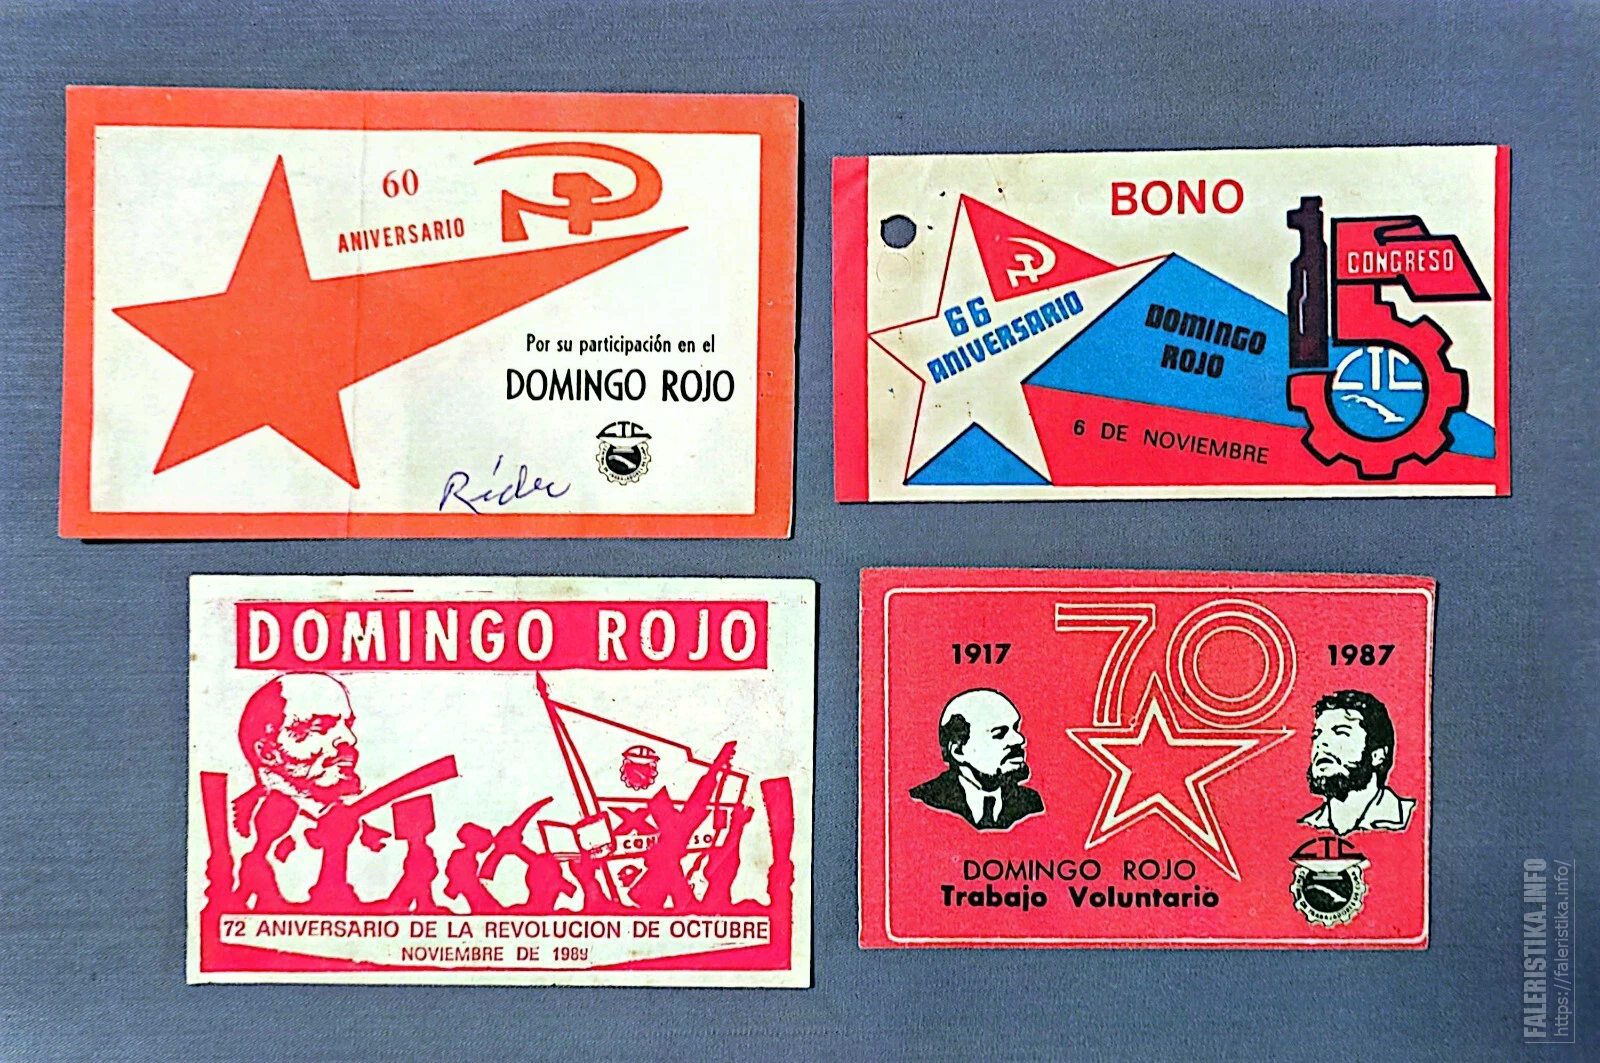 60
ANIVERSARIO
Por su participación en el
DOMINGO ROJO
CTC
BONO
66
ANIVERSARIO
DOMINGO
ROJO
6 DE NOVIEMBRE
CONGRESO
CTC
DOMINGO ROJO
72 ANIVERSARIO DE LA REVOLUCION DE OCTUBRE
NOVIEMBRE DE 1989
1917
70
1987
DOMINGO ROJO
Trabajo Voluntario
CTC
FALERISTIKA.INFO
https://faleristika.info/